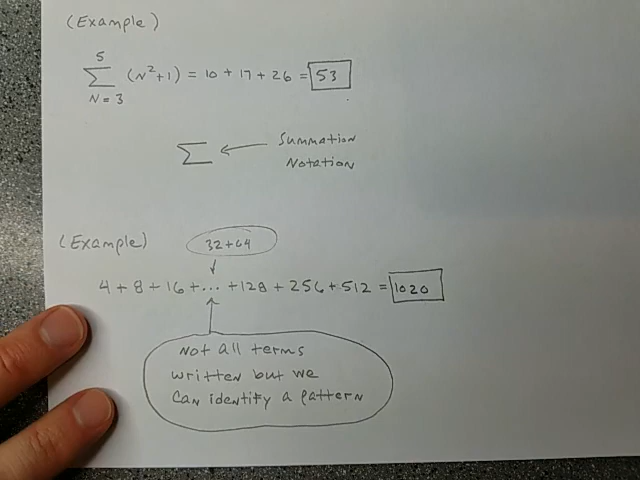 (Example)
5
∑ (N²+1) = 10 + 17 + 26 = 53
N = 3
∑ ← Summation
Notation
(Example)
32+64
4 + 8 + 16 + ... + 128 + 256 + 512 = 1020
Not all terms
written but we
can identify a pattern